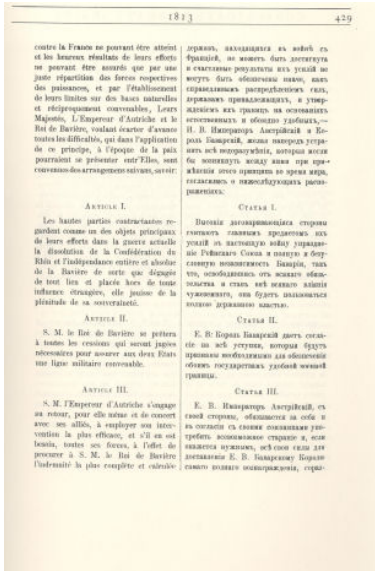 1813
429
contre la France ne pouvant être atteint
et les heureux résultats de leurs efforts
ne pouvant être assurés que par une
juste répartition des forces respectives
des puissances, et par l'établissement
de leurs limites sur des bases naturelles
et réciproquement convenables, Leurs
Majestés, L'Empereur d'Autriche et le
Roi de Bavière, voulant écarter d'avance
toutes les difficultés, qui dans l'application
de ce principe, à l'époque de la paix
pourraient se présenter entr'Elles, sont
convenues des arrangemens suivans, savoir:
ARTICLE I.
Les hautes parties contractantes re-
gardent comme un des objets principaux
de leurs efforts dans la guerre actuelle
la dissolution de la Confédération du
Rhin et l'indépendance entière et absolue
de la Bavière de sorte que dégagée
de tout lien et placée hors de toute
influence étrangère, elle jouisse de la
plénitude de sa souveraineté.
ARTICLE II.
S. M. le Roi de Bavière se prêtera
à toutes les cessions qui seront jugées
nécessaires pour assurer aux deux Etats
une ligne militaire convenable.
ARTICLE III.
S. M. l'Empereur d'Autriche s'engage
au retour, pour elle même et de concert
avec ses alliés, à employer son inter-
vention la plus efficace, et s'il en est
besoin, toutes ses forces, à l'effet de
procurer à S. M. le Roi de Bavière
l'indemnité la plus complète et calculée
державъ, находящихся въ войнѣ съ
Франціей, не можетъ быть достигнута
и счастливые результаты ихъ усилій не
могутъ быть обезпечены иначе, какъ
справедливымъ распредѣленіемъ силъ,
державамъ принадлежащихъ, и утверж-
деніемъ ихъ границъ на основаніяхъ
естественныхъ и обоюдно удобныхъ,—
И. В. Императоръ Австрійскій и Ко-
роль Баварскій, желая напередъ устра-
нить всѣ недоразумѣнія, которыя могли
бы возникнуть между ними при при-
мѣненіи этого принципа во время мира,
согласились о нижеслѣдующихъ распо-
ряженіяхъ:
СТАТЬЯ I.
Высокія договаривающіяся стороны
считаютъ главнымъ предметомъ ихъ
усилій въ настоящую войну упраздне-
ніе Рейнскаго Союза и полную и безу-
словную независимость Баваріи, такъ
что, освободившись отъ всякаго обяза-
тельства и ставъ внѣ всякаго вліянія
чужеземнаго, она будетъ пользоваться
полною державною властью.
СТАТЬЯ II.
Е. В. Король Баварскій даетъ согла-
сіе на всѣ уступки, которыя будутъ
признаны необходимыми для обезпеченія
обоимъ государствамъ удобной военной
границы.
СТАТЬЯ III.
Е. В. Императоръ Австрійскій, съ
своей стороны, обязывается за себя и
въ согласіи съ своими союзниками упо-
требить всевозможное стараніе и, если
окажется нужнымъ, всѣ свои силы для
доставленія Е. В. Баварскому Королю
самаго полнаго вознагражденія, сораз-